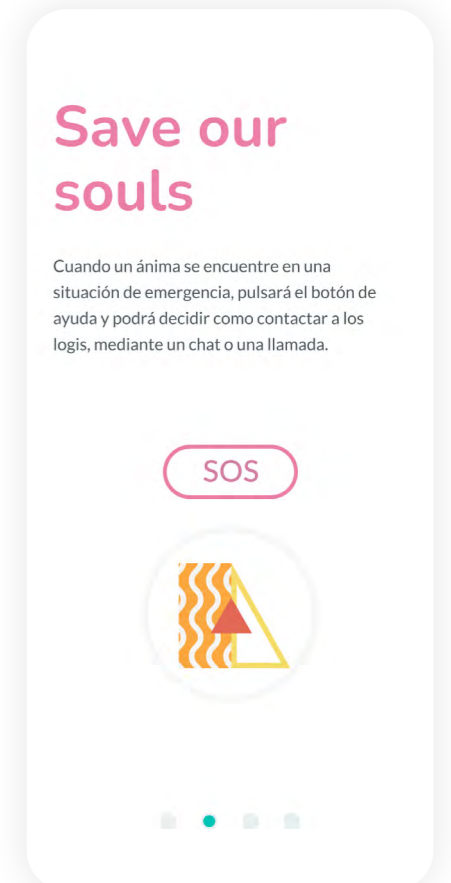 Save our
souls
Cuando un ánima se encuentre en una
situación de emergencia, pulsará el botón de
ayuda y podrá decidir como contactar a los
logis, mediante un chat o una llamada.
SOS